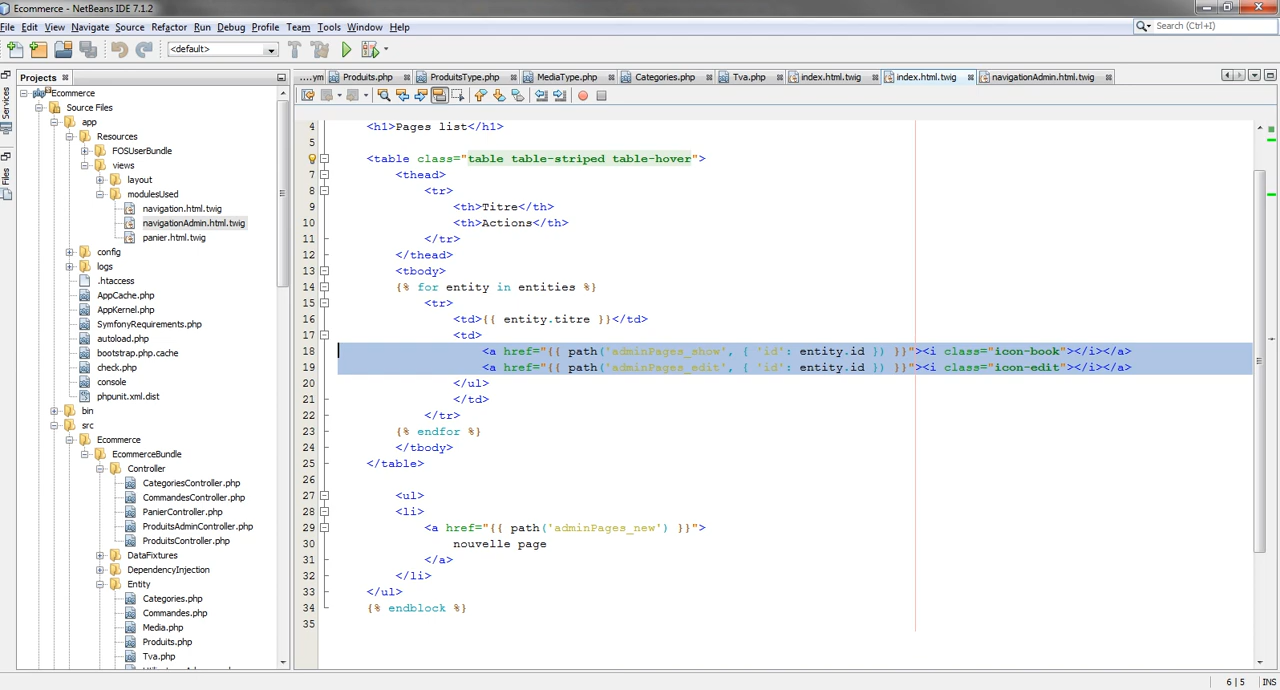 Ecommerce - NetBeans IDE 7.1.2
File Edit View Navigate Source Refactor Run Debug Profile Team Tools Window Help
Search (Ctrl+I)
<default>
Projects
Services
Files
Ecommerce
Source Files
app
Resources
FOSUserBundle
views
layout
modulesUsed
navigation.html.twig
navigationAdmin.html.twig
panier.html.twig
config
logs
.htaccess
AppCache.php
AppKernel.php
SymfonyRequirements.php
autoload.php
bootstrap.php.cache
check.php
console
phpunit.xml.dist
bin
src
Ecommerce
EcommerceBundle
Controller
CategoriesController.php
CommandesController.php
PanierController.php
ProduitsAdminController.php
ProduitsController.php
DataFixtures
DependencyInjection
Entity
Categories.php
Commandes.php
Media.php
Produits.php
Tva.php
....ym Produits.php ProduitsType.php MediaType.php Categories.php Tva.php index.html.twig index.html.twig navigationAdmin.html.twig
4 <h1>Pages list</h1>
5
6 <table class="table table-striped table-hover">
7 <thead>
8 <tr>
9 <th>Titre</th>
10 <th>Actions</th>
11 </tr>
12 </thead>
13 <tbody>
14 {% for entity in entities %}
15 <tr>
16 <td>{{ entity.titre }}</td>
17 <td>
18 <a href="{{ path('adminPages_show', { 'id': entity.id }) }}"><i class="icon-book"></i></a>
19 <a href="{{ path('adminPages_edit', { 'id': entity.id }) }}"><i class="icon-edit"></i></a>
20 </ul>
21 </td>
22 </tr>
23 {% endfor %}
24 </tbody>
25 </table>
26
27 <ul>
28 <li>
29 <a href="{{ path('adminPages_new') }}">
30 nouvelle page
31 </a>
32 </li>
33 </ul>
34 {% endblock %}
35
6 | 5 INS